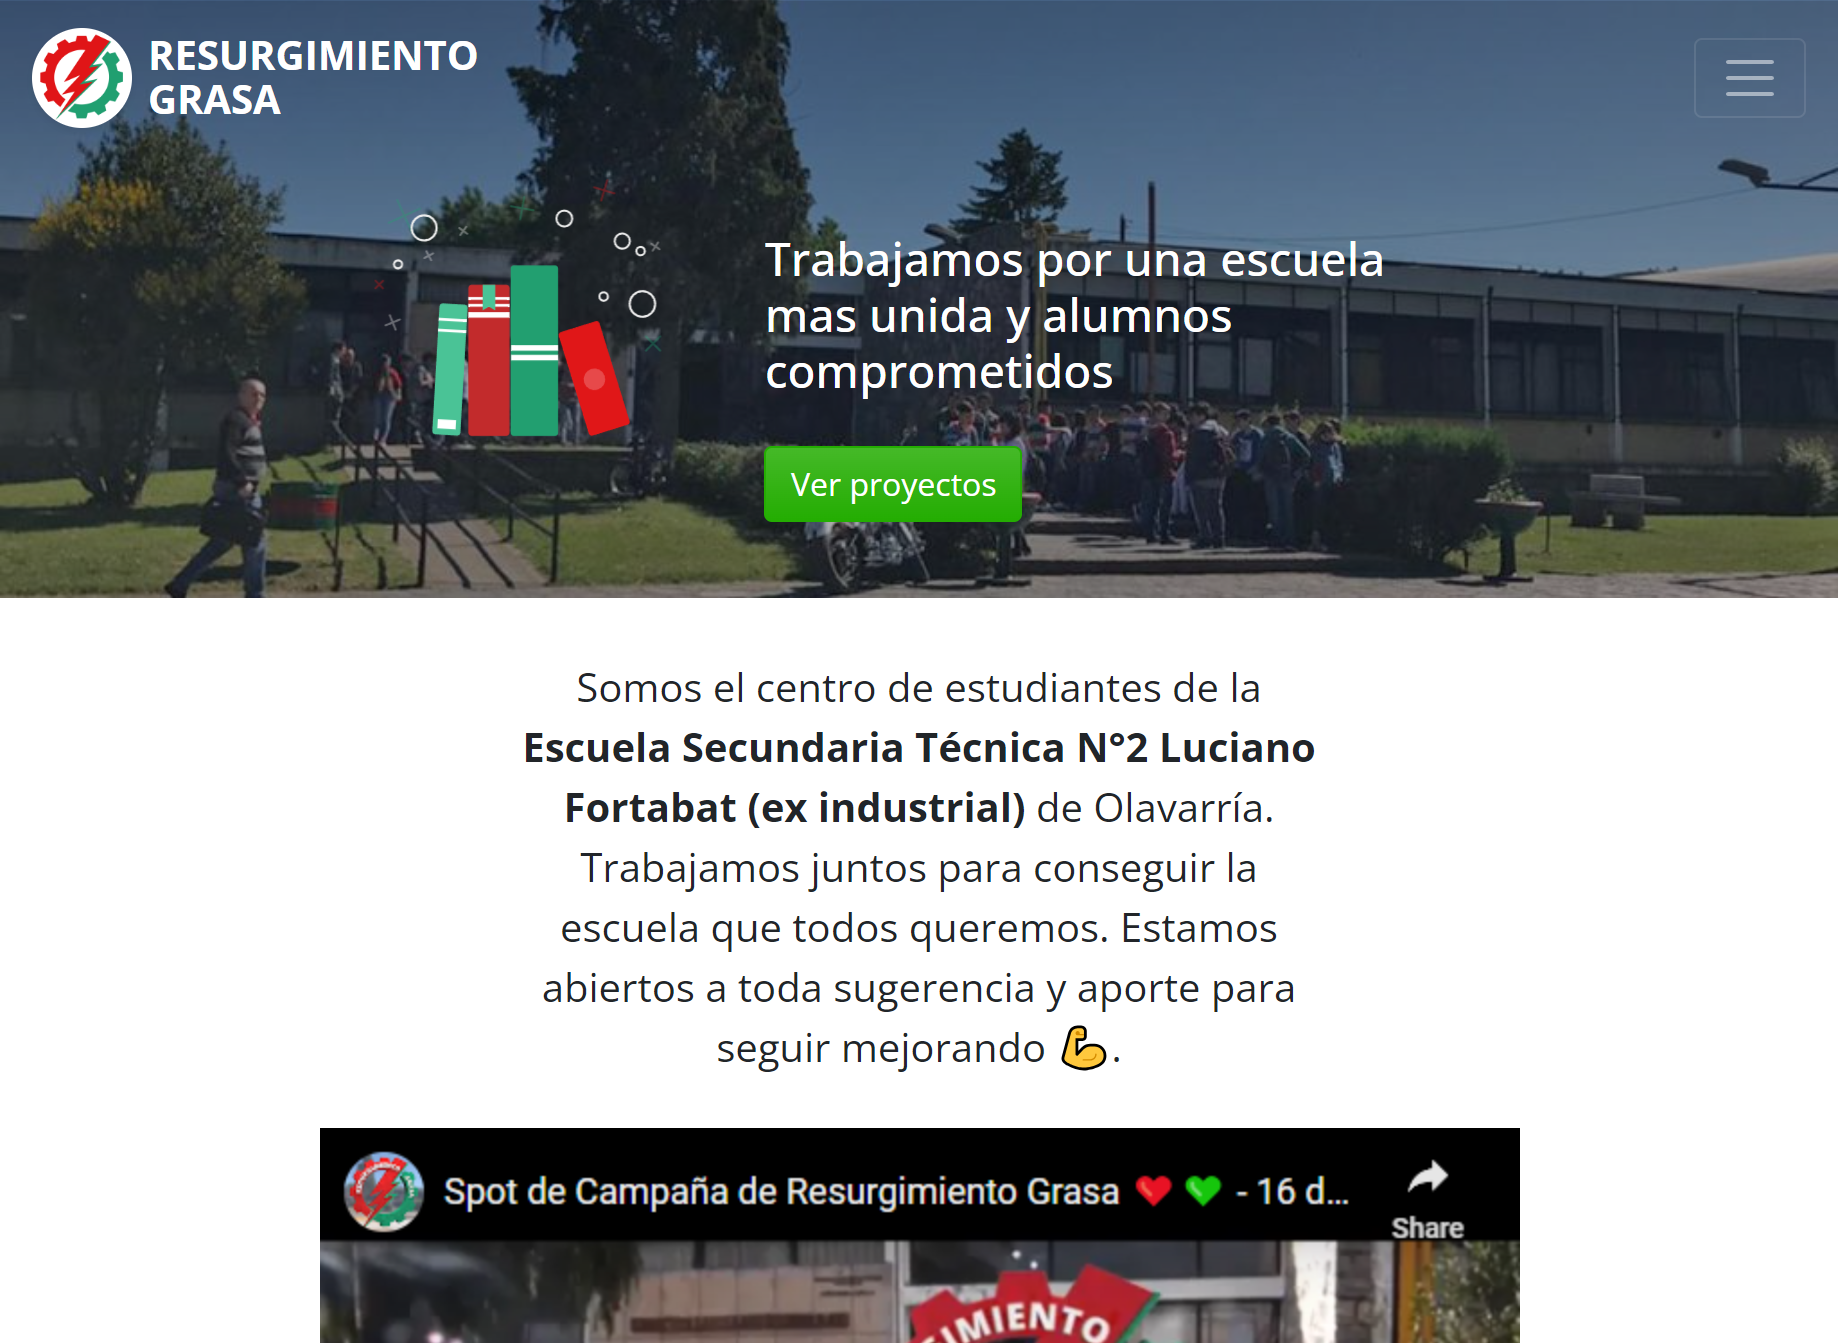 RESURGIMIENTO
GRASA
Trabajamos por una escuela
mas unida y alumnos
comprometidos
Ver proyectos
Somos el centro de estudiantes de la
Escuela Secundaria Técnica N°2 Luciano
Fortabat (ex industrial) de Olavarría.
Trabajamos juntos para conseguir la
escuela que todos queremos. Estamos
abiertos a toda sugerencia y aporte para
seguir mejorando 💪.
Spot de Campaña de Resurgimiento Grasa ❤️ 💚 - 16 d...
Share
IMIENTO